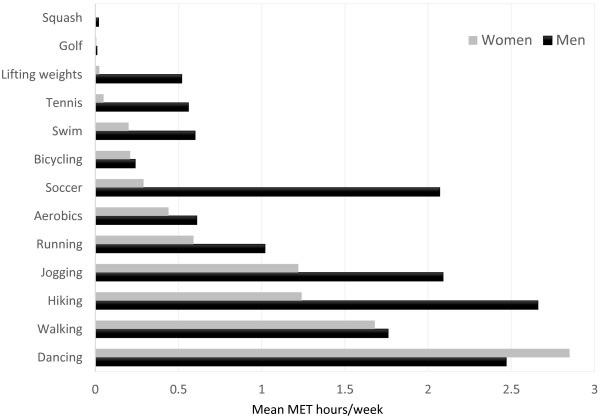 Squash
Golf
Women Men
Lifting weights
Tennis
Swim
Bicycling
Soccer
Aerobics
Running
Jogging
Hiking
Walking
Dancing
0 0.5 1 1.5 2 2.5 3
Mean MET hours/week